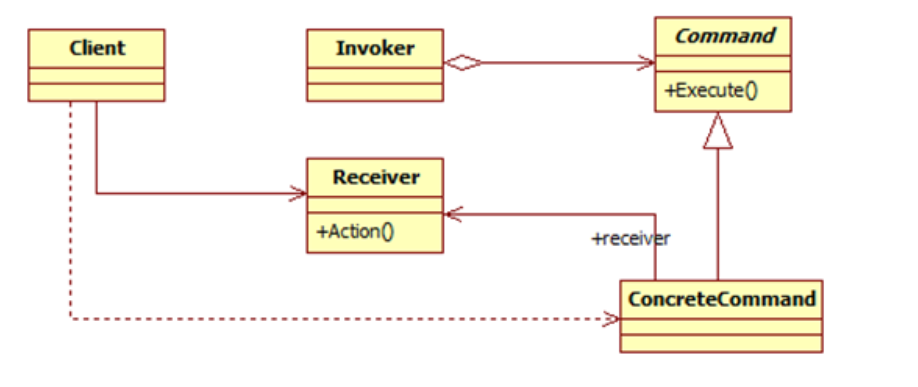 Client
Invoker
Command
+Execute()
Receiver
+Action()
+receiver
ConcreteCommand